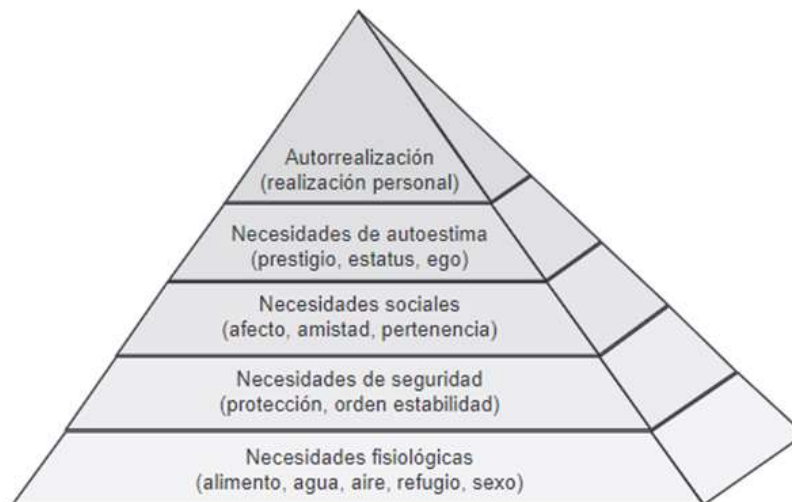 Autorrealización
(realización personal)
Necesidades de autoestima
(prestigio, estatus, ego)
Necesidades sociales
(afecto, amistad, pertenencia)
Necesidades de seguridad
(protección, orden estabilidad)
Necesidades fisiológicas
(alimento, agua, aire, refugio, sexo)